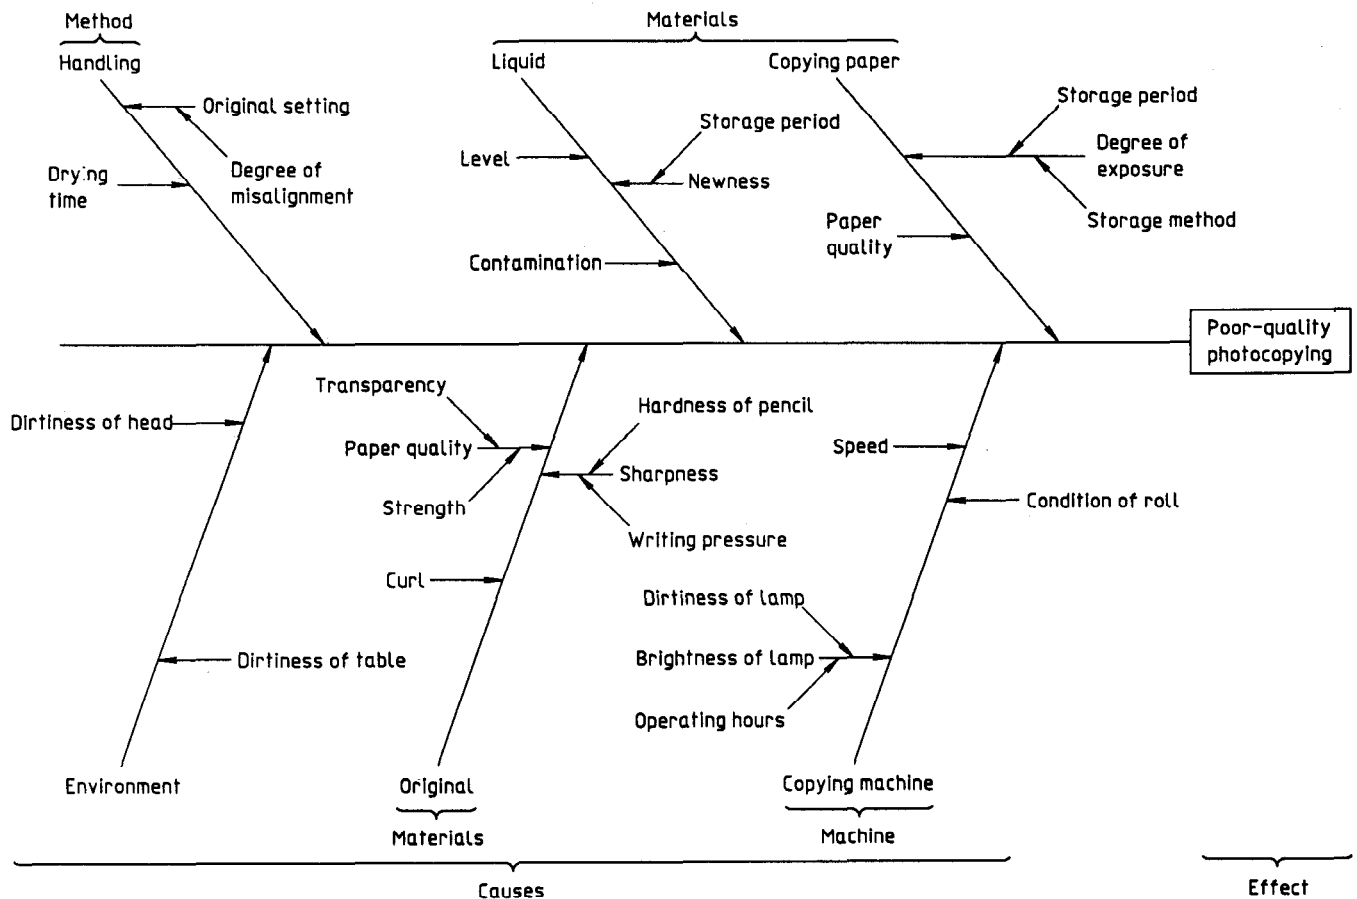 Method
Materials
Handling
Liquid
Copying paper
Original setting
Storage period
Storage period
Level
Degree of
exposure
Drying
time
Degree of
misalignment
Newness
Storage method
Paper
quality
Contamination
Poor-quality
photocopying
Transparency
Dirtiness of head
Hardness of pencil
Paper quality
Speed
Sharpness
Strength
Condition of roll
Writing pressure
Curl
Dirtiness of lamp
Dirtiness of table
Brightness of lamp
Operating hours
Environment
Original
Copying machine
Materials
Machine
Causes
Effect